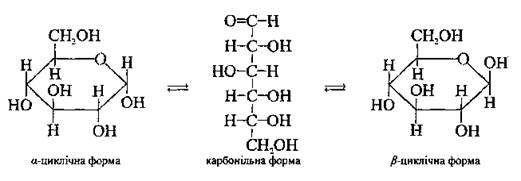 CH₂OH
O
H H H
HO OH H OH
H OH
α-циклічна форма
⇌
O=C–H
H–C–OH
HO–C–H
H–C–OH
H–C–OH
CH₂OH
карбонільна форма
⇌
CH₂OH
O OH
H H
HO OH H H
H OH
β-циклічна форма